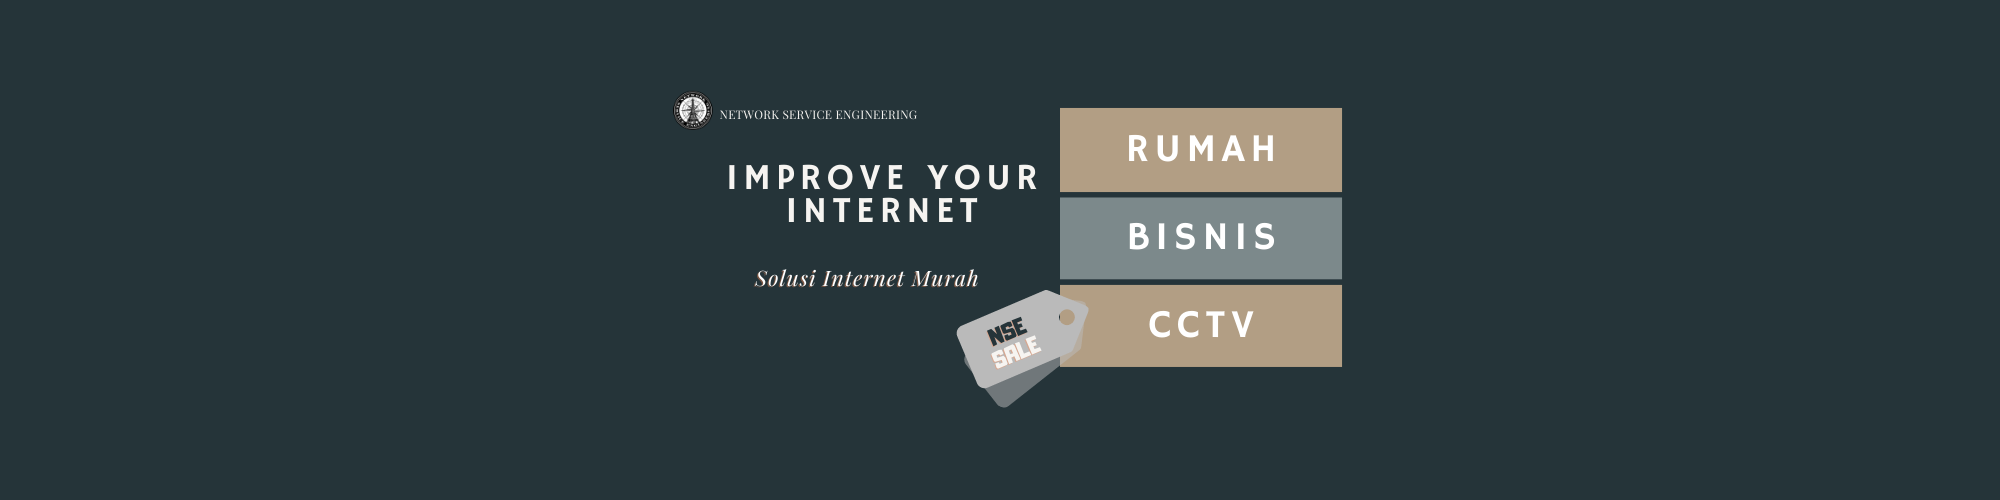 NETWORK SERVICE ENGINEERING
IMPROVE YOUR
INTERNET
Solusi Internet Murah
NSE
SALE
RUMAH
BISNIS
CCTV